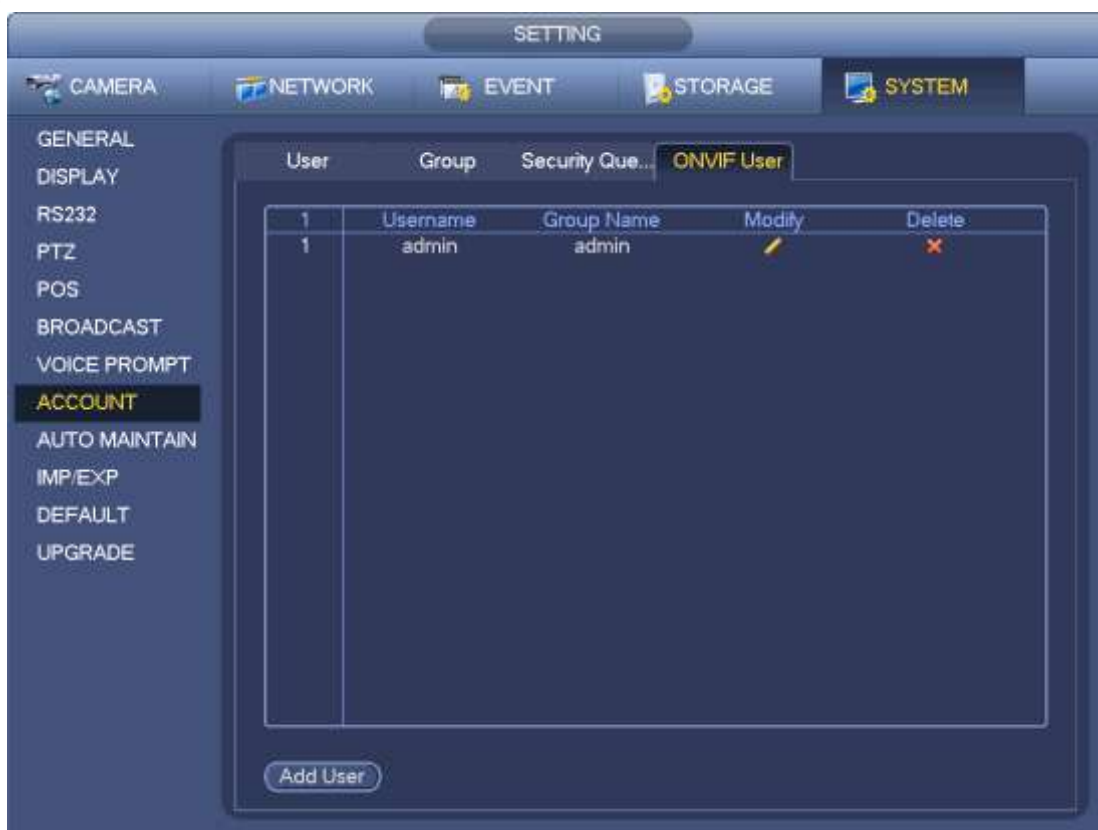 SETTING
CAMERA NETWORK EVENT STORAGE SYSTEM
GENERAL
DISPLAY
RS232
PTZ
POS
BROADCAST
VOICE PROMPT
ACCOUNT
AUTO MAINTAIN
IMP/EXP
DEFAULT
UPGRADE
User Group Security Que... ONVIF User
1 Username Group Name Modify Delete
1 admin admin
Add User